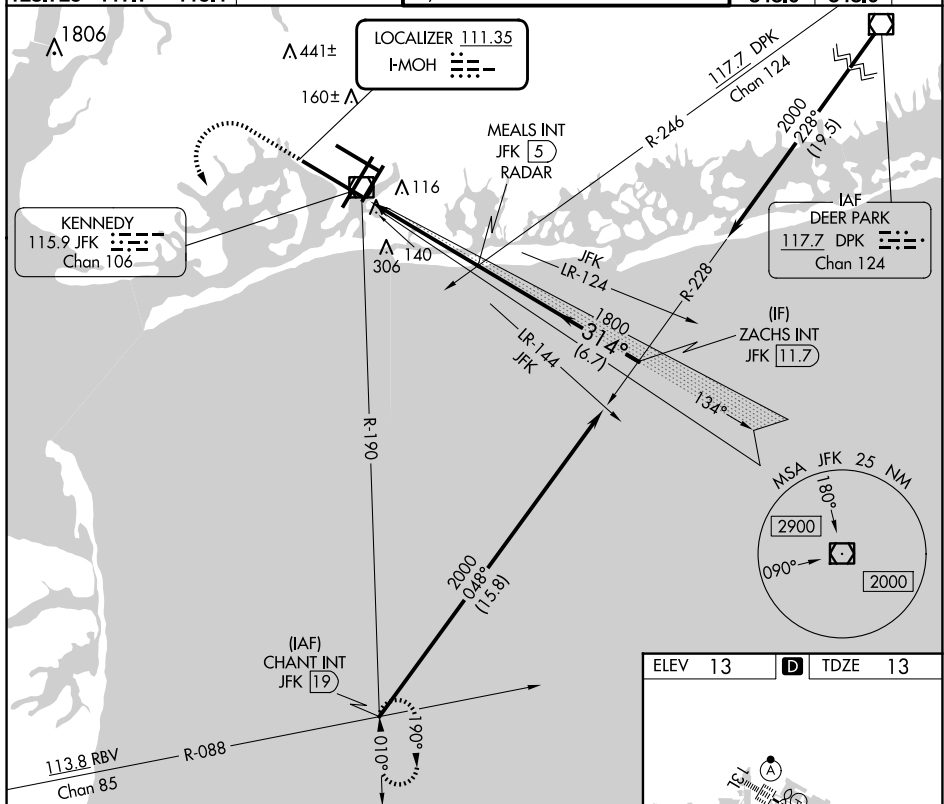 1806
441±
160±
LOCALIZER 111.35
I-MOH
117.7 DPK
Chan 124
R-246
2000
228°
(19.5)
MEALS INT
JFK 5
RADAR
116
KENNEDY
115.9 JFK
Chan 106
140
306
IAF
DEER PARK
117.7 DPK
Chan 124
JFK
LR-124
R-228
1800
314°
(6.7)
LR-144
JFK
(IF)
ZACHS INT
JFK 11.7
134°
R-190
MSA JFK 25 NM
180°
2900
090°
2000
2000
048°
(15.8)
(IAF)
CHANT INT
JFK 19
190°
010°
113.8 RBV
R-088
Chan 85
ELEV 13
D
TDZE 13
A
13L